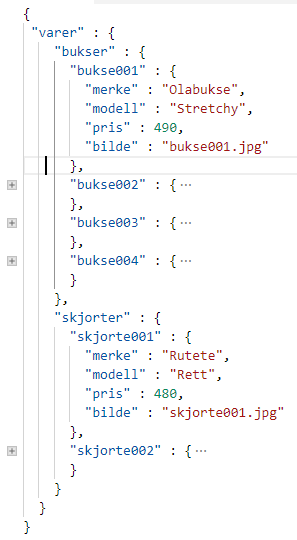 {
"varer" : {
"bukser" : {
"bukse001" : {
"merke" : "Olabukse",
"modell" : "Stretchy",
"pris" : 490,
"bilde" : "bukse001.jpg"
},
"bukse002" : {···
},
"bukse003" : {···
},
"bukse004" : {···
}
},
"skjorter" : {
"skjorte001" : {
"merke" : "Rutete",
"modell" : "Rett",
"pris" : 480,
"bilde" : "skjorte001.jpg"
},
"skjorte002" : {···
}
}
}
}